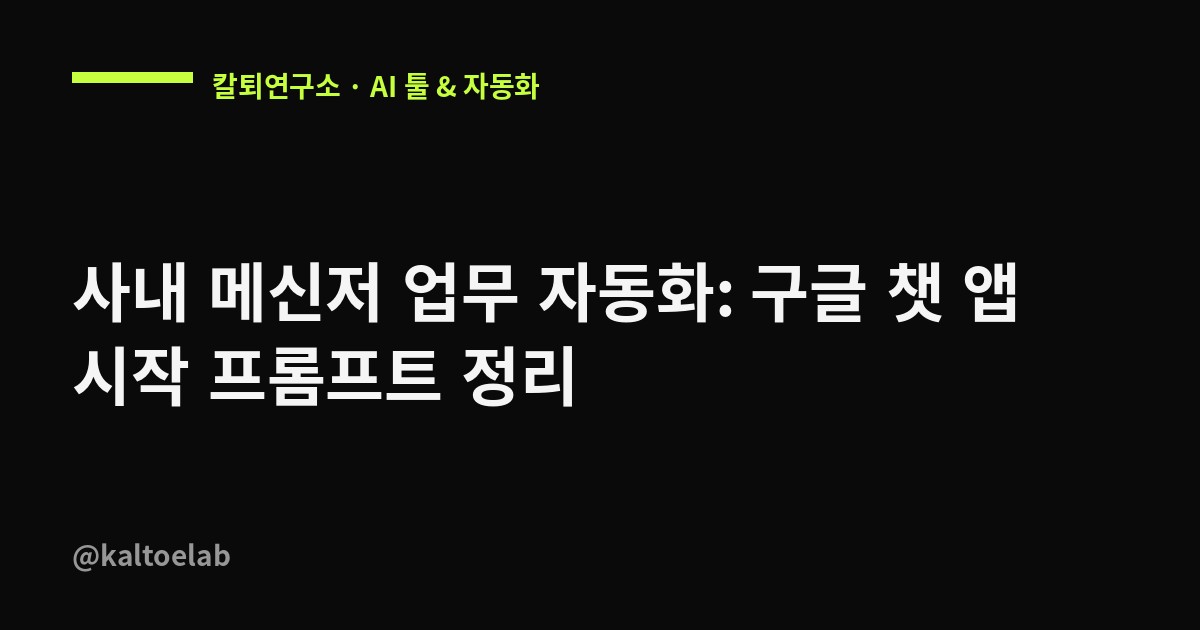 칼퇴연구소 · AI 툴 & 자동화
사내 메신저 업무 자동화: 구글 챗 앱
시작 프롬프트 정리
@kaltoelab